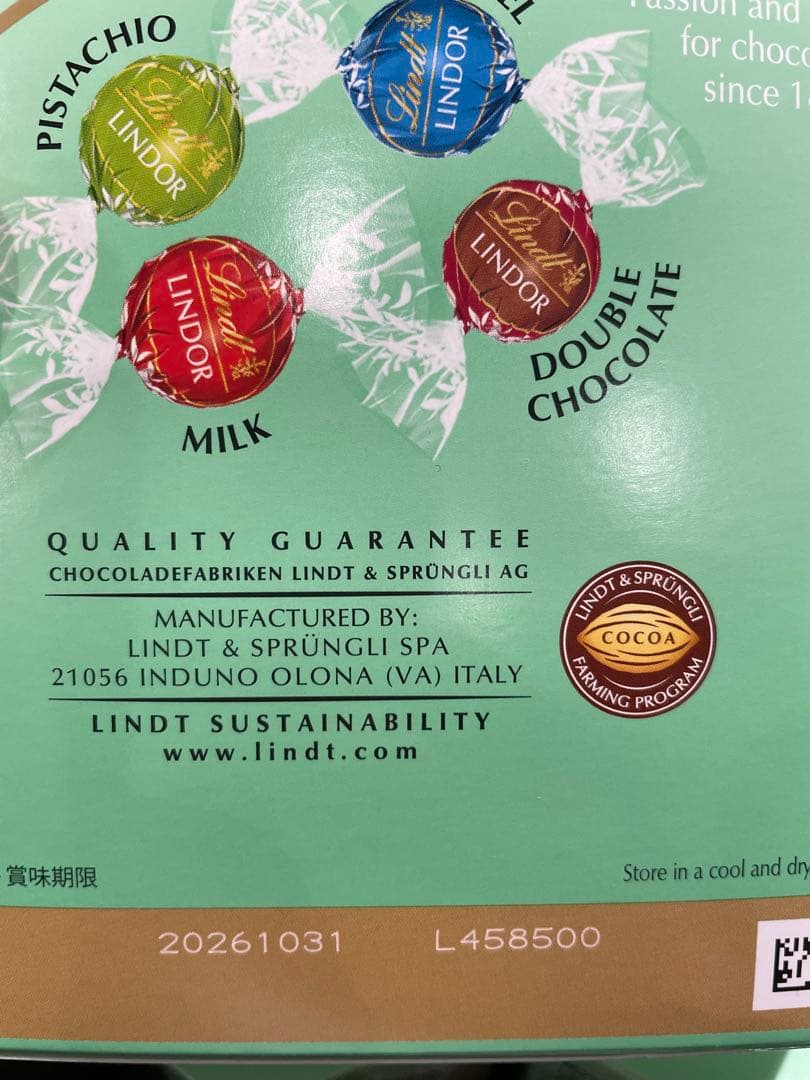 PISTACHIO
Lindt
LINDOR
Lindt
LINDOR
for
since
Lindt
LINDOR
MILK
Lindt
LINDOR
DOUBLE
CHOCOLATE
QUALITY GUARANTEE
CHOCOLADEFABRIKEN LINDT & SPRÜNGLI AG
MANUFACTURED BY:
LINDT & SPRÜNGLI SPA
21056 INDUNO OLONA (VA) ITALY
LINDT SUSTAINABILITY
www.lindt.com
LINDT & SPRÜNGLI
COCOA
FARMING PROGRAM
賞味期限
Store in a cool and dry
20261031 L458500